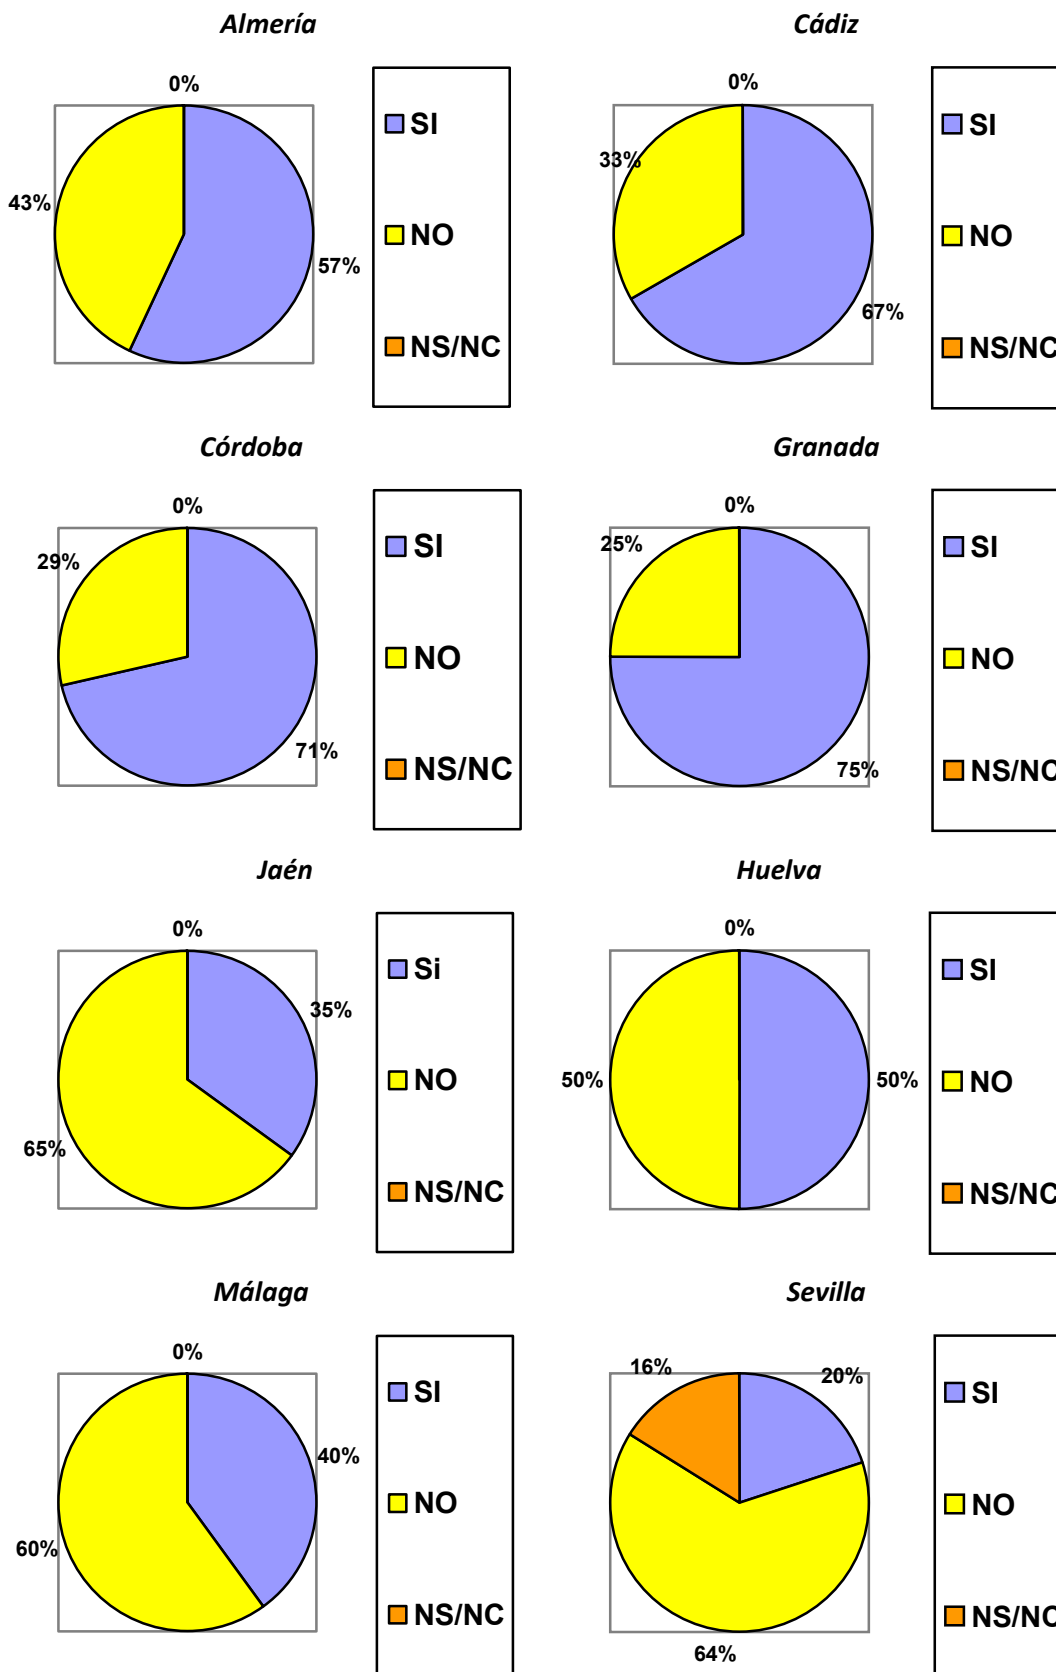 Almería
0%
43%
57%
SI
NO
NS/NC
Cádiz
0%
33%
67%
SI
NO
NS/NC
Córdoba
0%
29%
71%
SI
NO
NS/NC
Granada
0%
25%
75%
SI
NO
NS/NC
Jaén
0%
35%
65%
Si
NO
NS/NC
Huelva
0%
50%
50%
SI
NO
NS/NC
Málaga
0%
40%
60%
SI
NO
NS/NC
Sevilla
16%
20%
64%
SI
NO
NS/NC